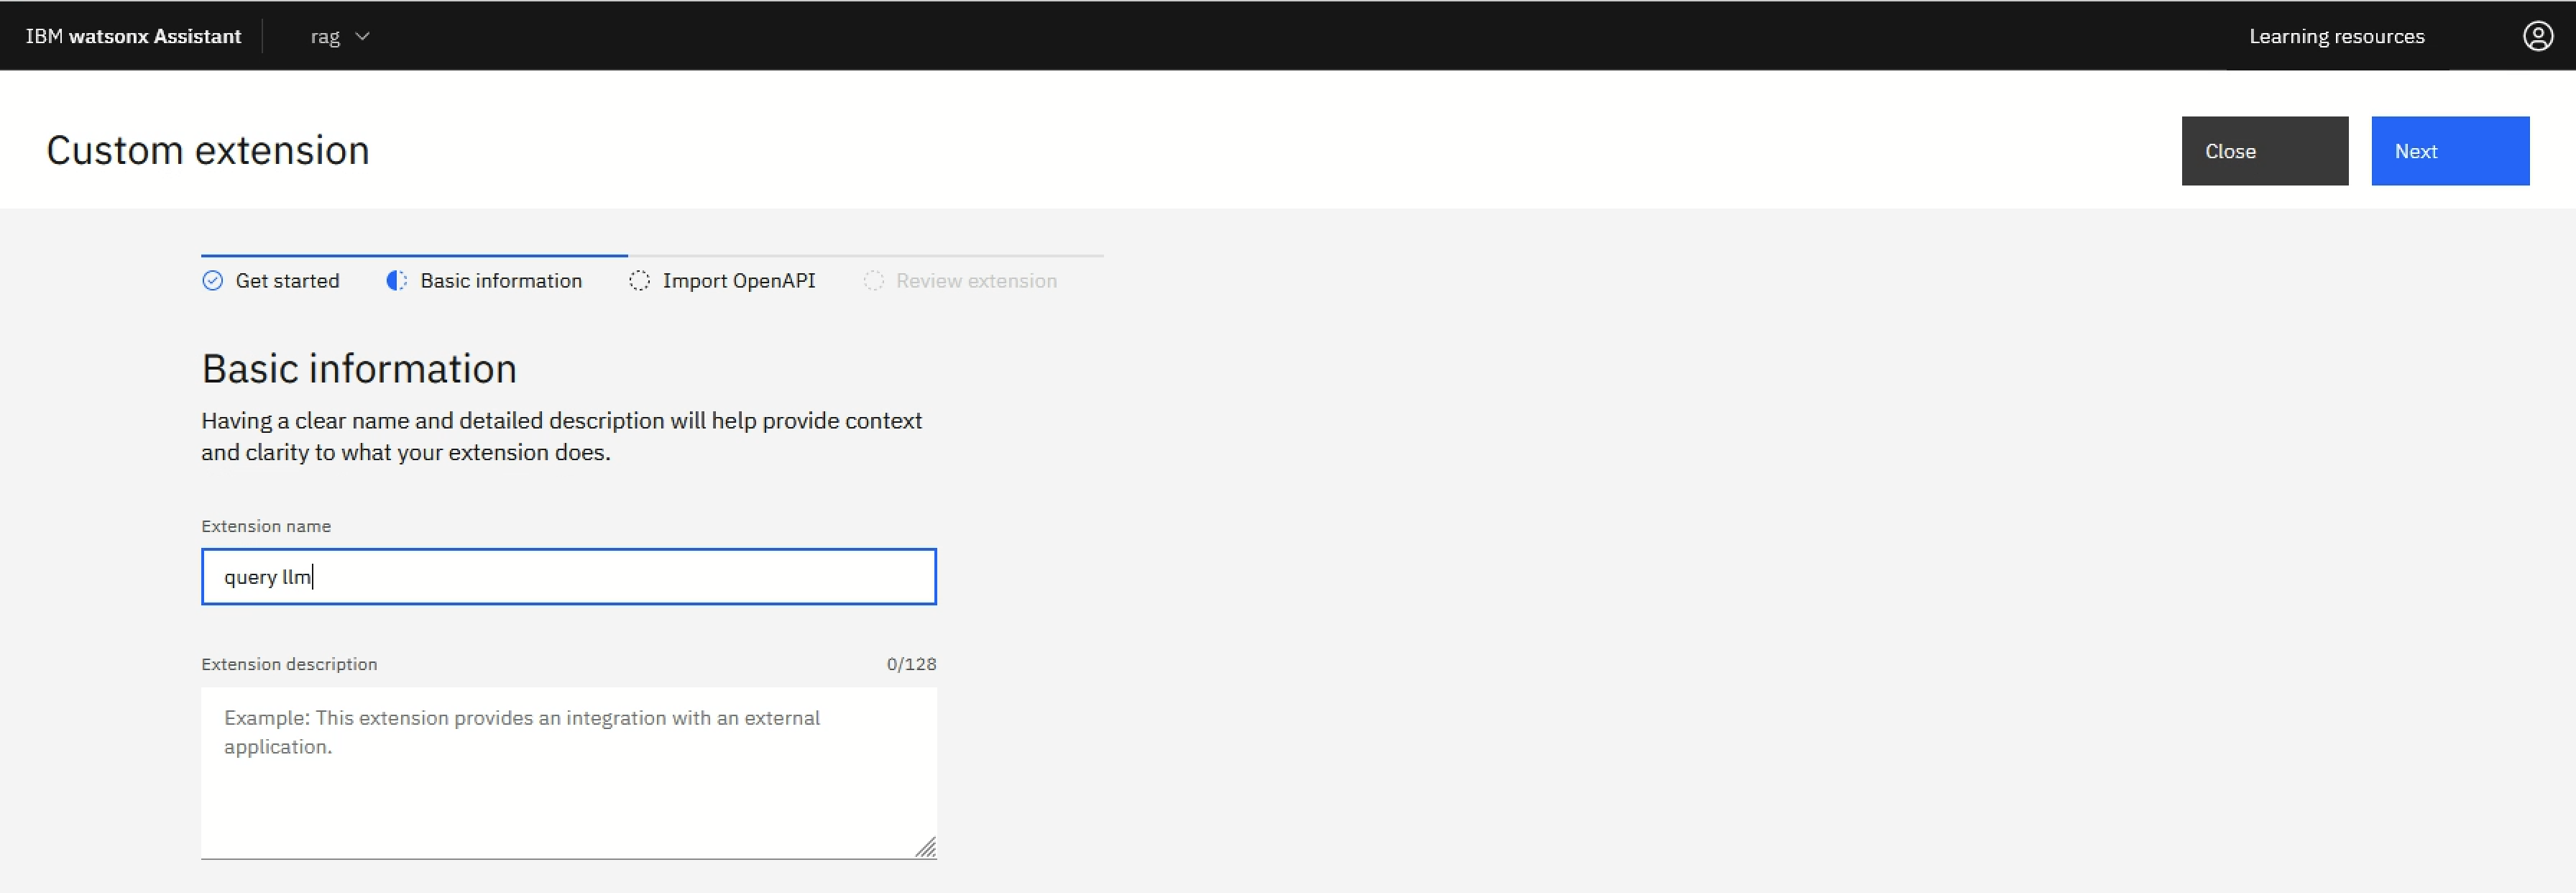 IBM watsonx Assistant rag Learning resources
Custom extension Close Next
Get started Basic information Import OpenAPI Review extension
Basic information
Having a clear name and detailed description will help provide context
and clarity to what your extension does.
Extension name
query llm
Extension description 0/128
Example: This extension provides an integration with an external
application.